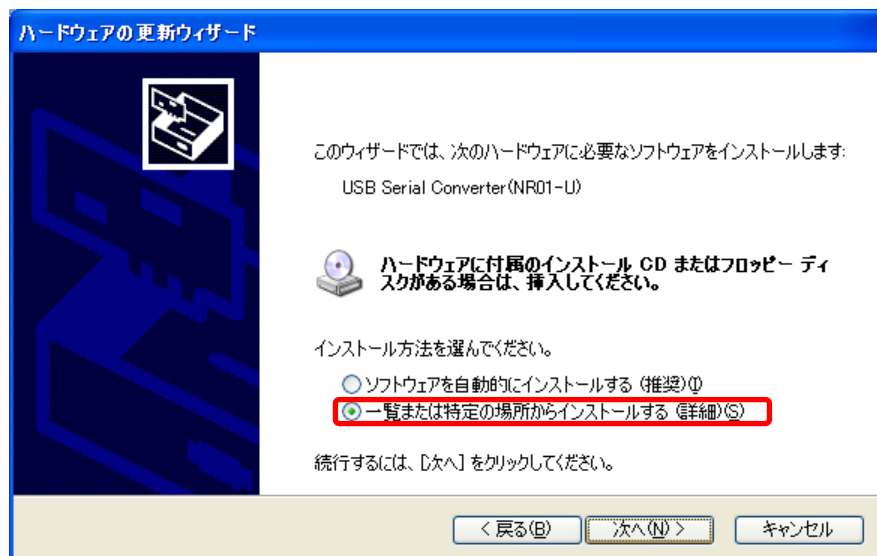 ハードウェアの更新ウィザード
このウィザードでは、次のハードウェアに必要なソフトウェアをインストールします:
USB Serial Converter(NR01-U)
ハードウェアに付属のインストール CD またはフロッピー ディ
スクがある場合は、挿入してください。
インストール方法を選んでください。
ソフトウェアを自動的にインストールする (推奨)(I)
一覧または特定の場所からインストールする (詳細)(S)
続行するには、[次へ] をクリックしてください。
< 戻る(B)
次へ(N) >
キャンセル